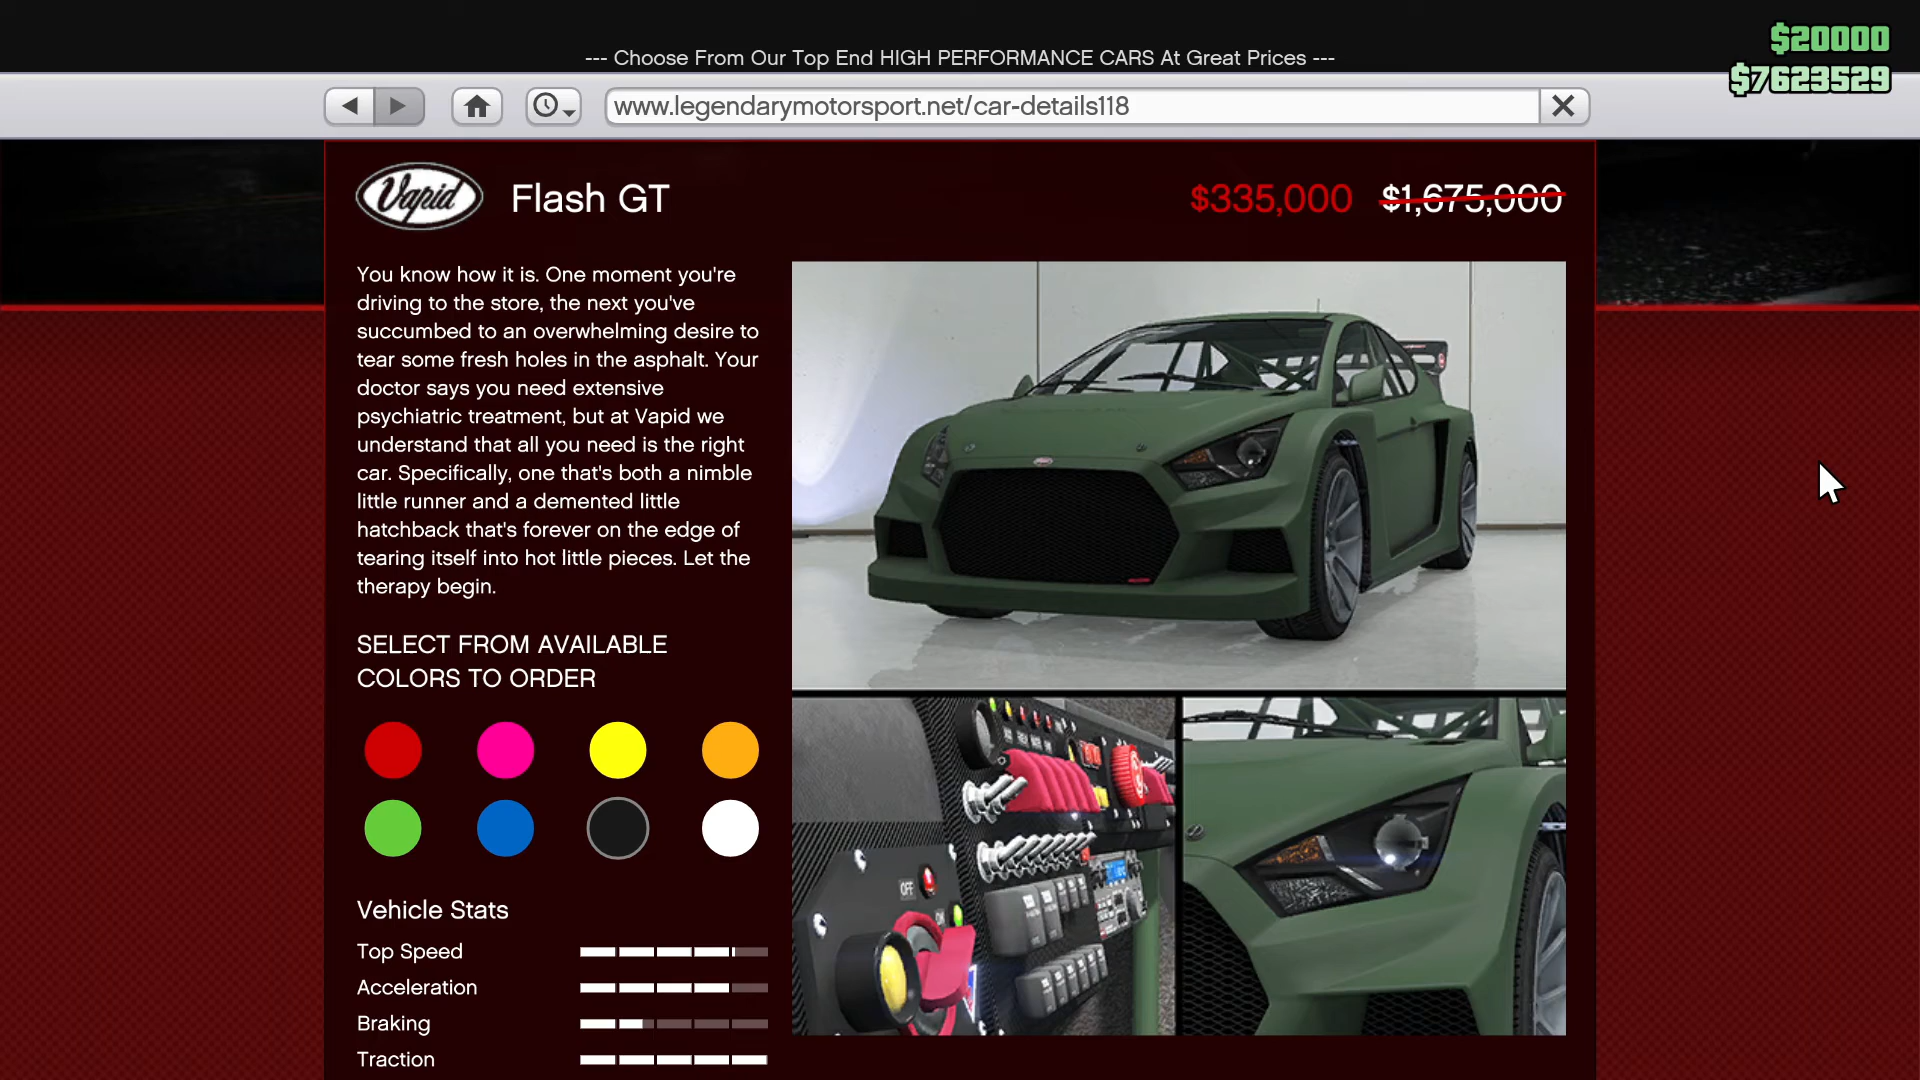 --- Choose From Our Top End HIGH PERFORMANCE CARS At Great Prices ---
$20000
$7623529
www.legendarymotorsport.net/car-details118
Vapid
Flash GT
$335,000 $1,675,000
You know how it is. One moment you're
driving to the store, the next you've
succumbed to an overwhelming desire to
tear some fresh holes in the asphalt. Your
doctor says you need extensive
psychiatric treatment, but at Vapid we
understand that all you need is the right
car. Specifically, one that's both a nimble
little runner and a demented little
hatchback that's forever on the edge of
tearing itself into hot little pieces. Let the
therapy begin.
SELECT FROM AVAILABLE
COLORS TO ORDER
OFF
Vehicle Stats
Top Speed
Acceleration
Braking
Traction